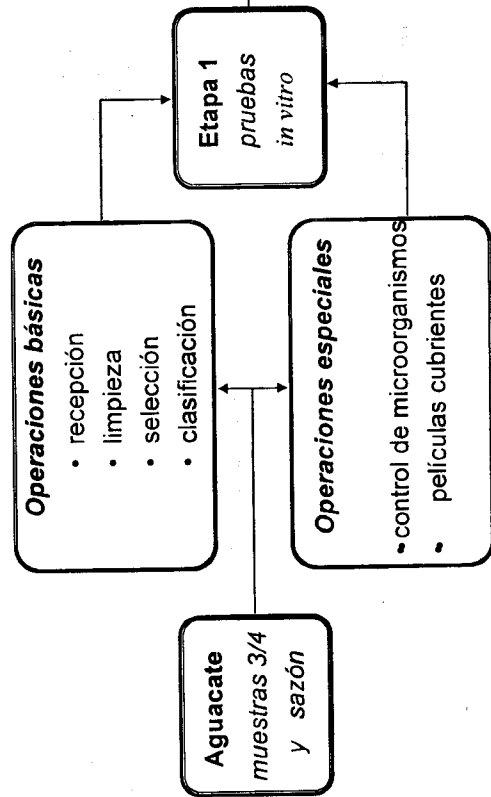 Aguacate
muestras 3/4
y sazón
Operaciones básicas
• recepción
• limpieza
• selección
• clasificación
Operaciones especiales
• control de microorganismos
• películas cubrientes
Etapa 1
pruebas
in vitro